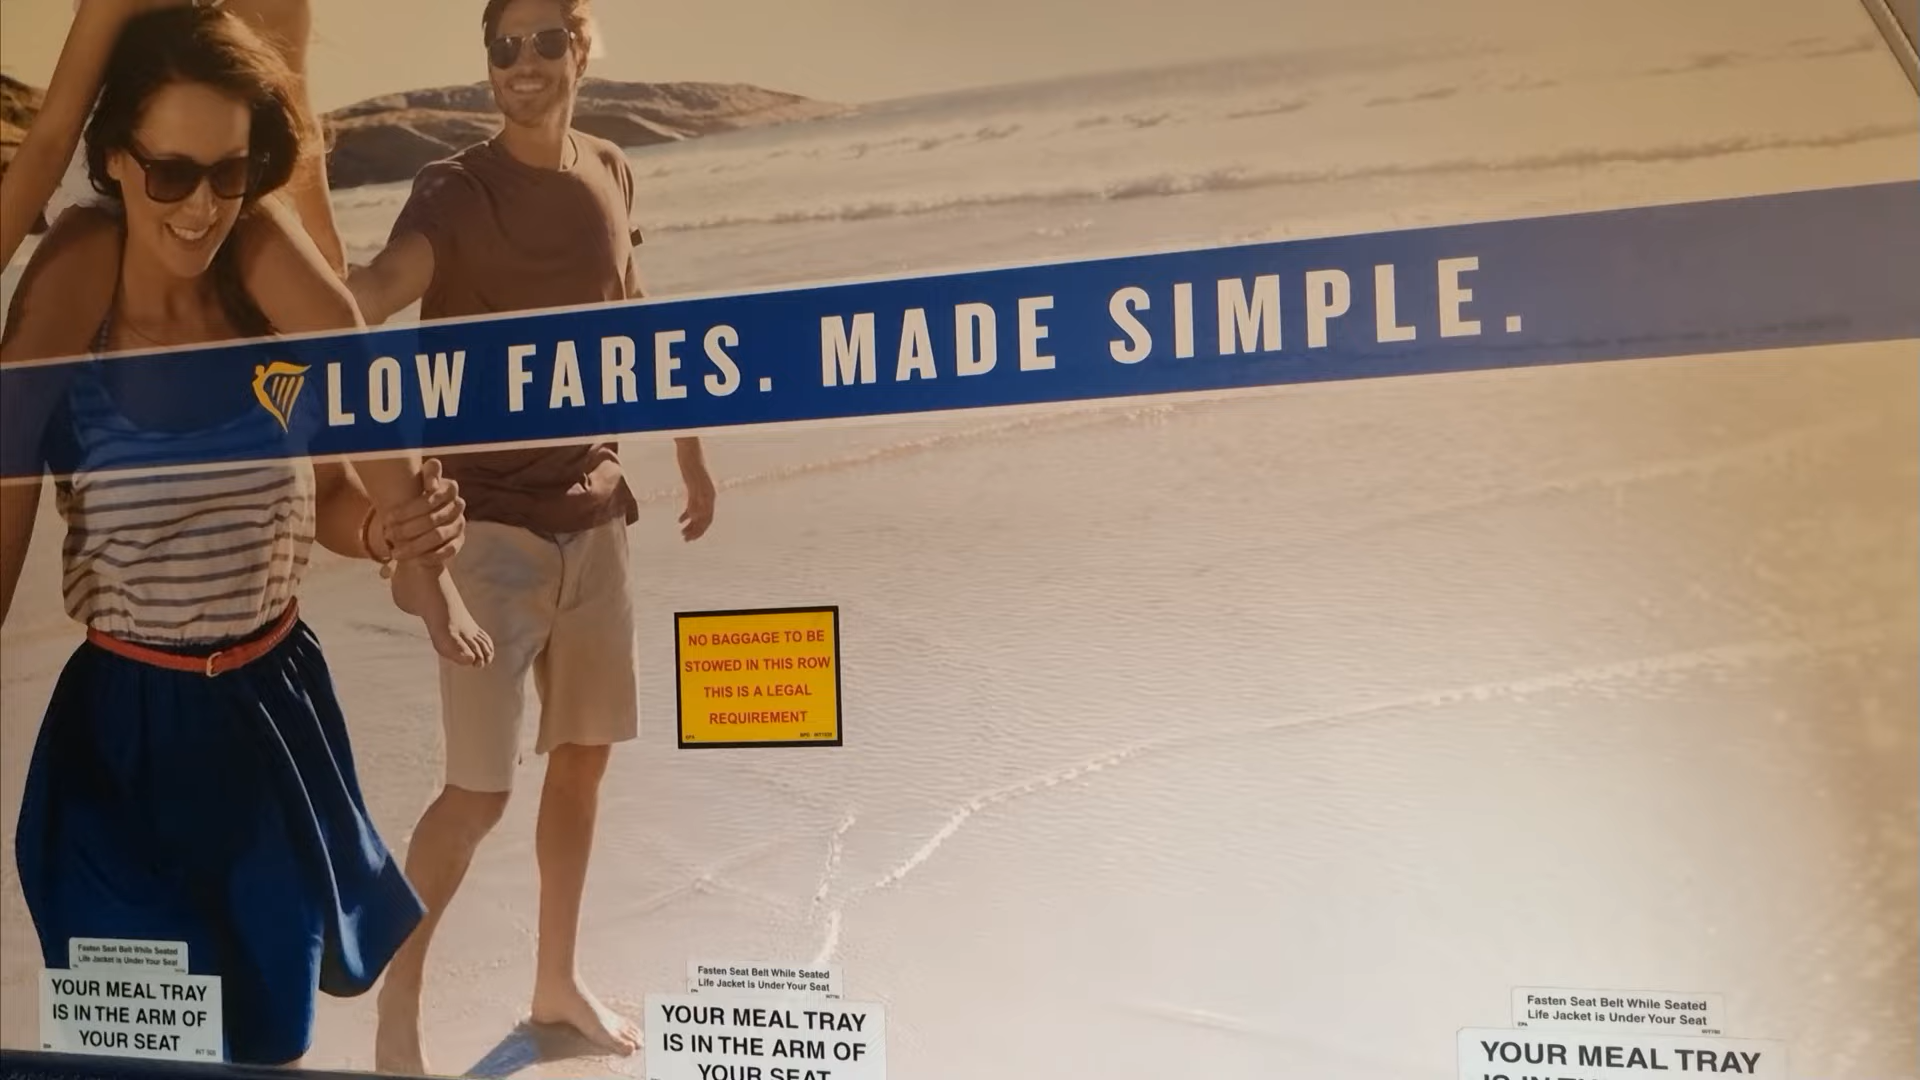 LOW FARES. MADE SIMPLE.
NO BAGGAGE TO BE
STOWED IN THIS ROW
THIS IS A LEGAL
REQUIREMENT
Fasten Seat Belt While Seated
Life Jacket is Under Your Seat
YOUR MEAL TRAY
IS IN THE ARM OF
YOUR SEAT
Fasten Seat Belt While Seated
Life Jacket is Under Your Seat
YOUR MEAL TRAY
IS IN THE ARM OF
YOUR SEAT
Fasten Seat Belt While Seated
Life Jacket is Under Your Seat
YOUR MEAL TRAY